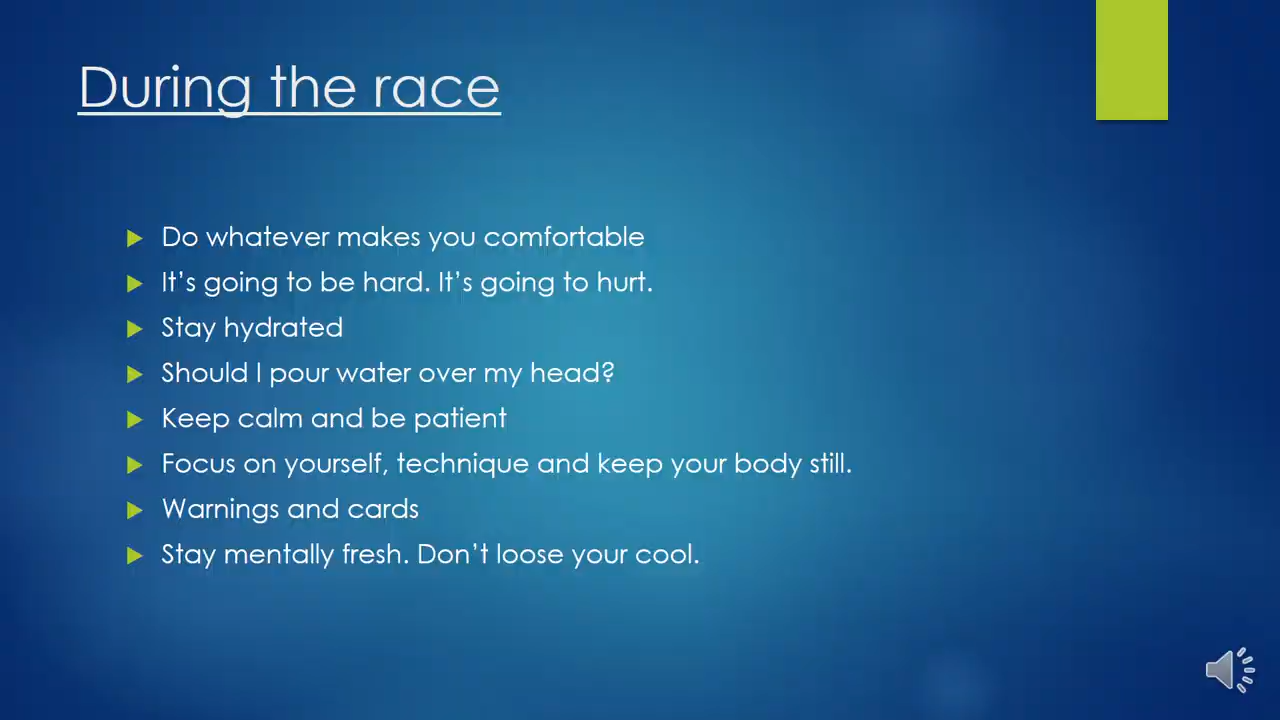 During the race
Do whatever makes you comfortable
It's going to be hard. It's going to hurt.
Stay hydrated
Should I pour water over my head?
Keep calm and be patient
Focus on yourself, technique and keep your body still.
Warnings and cards
Stay mentally fresh. Don't loose your cool.